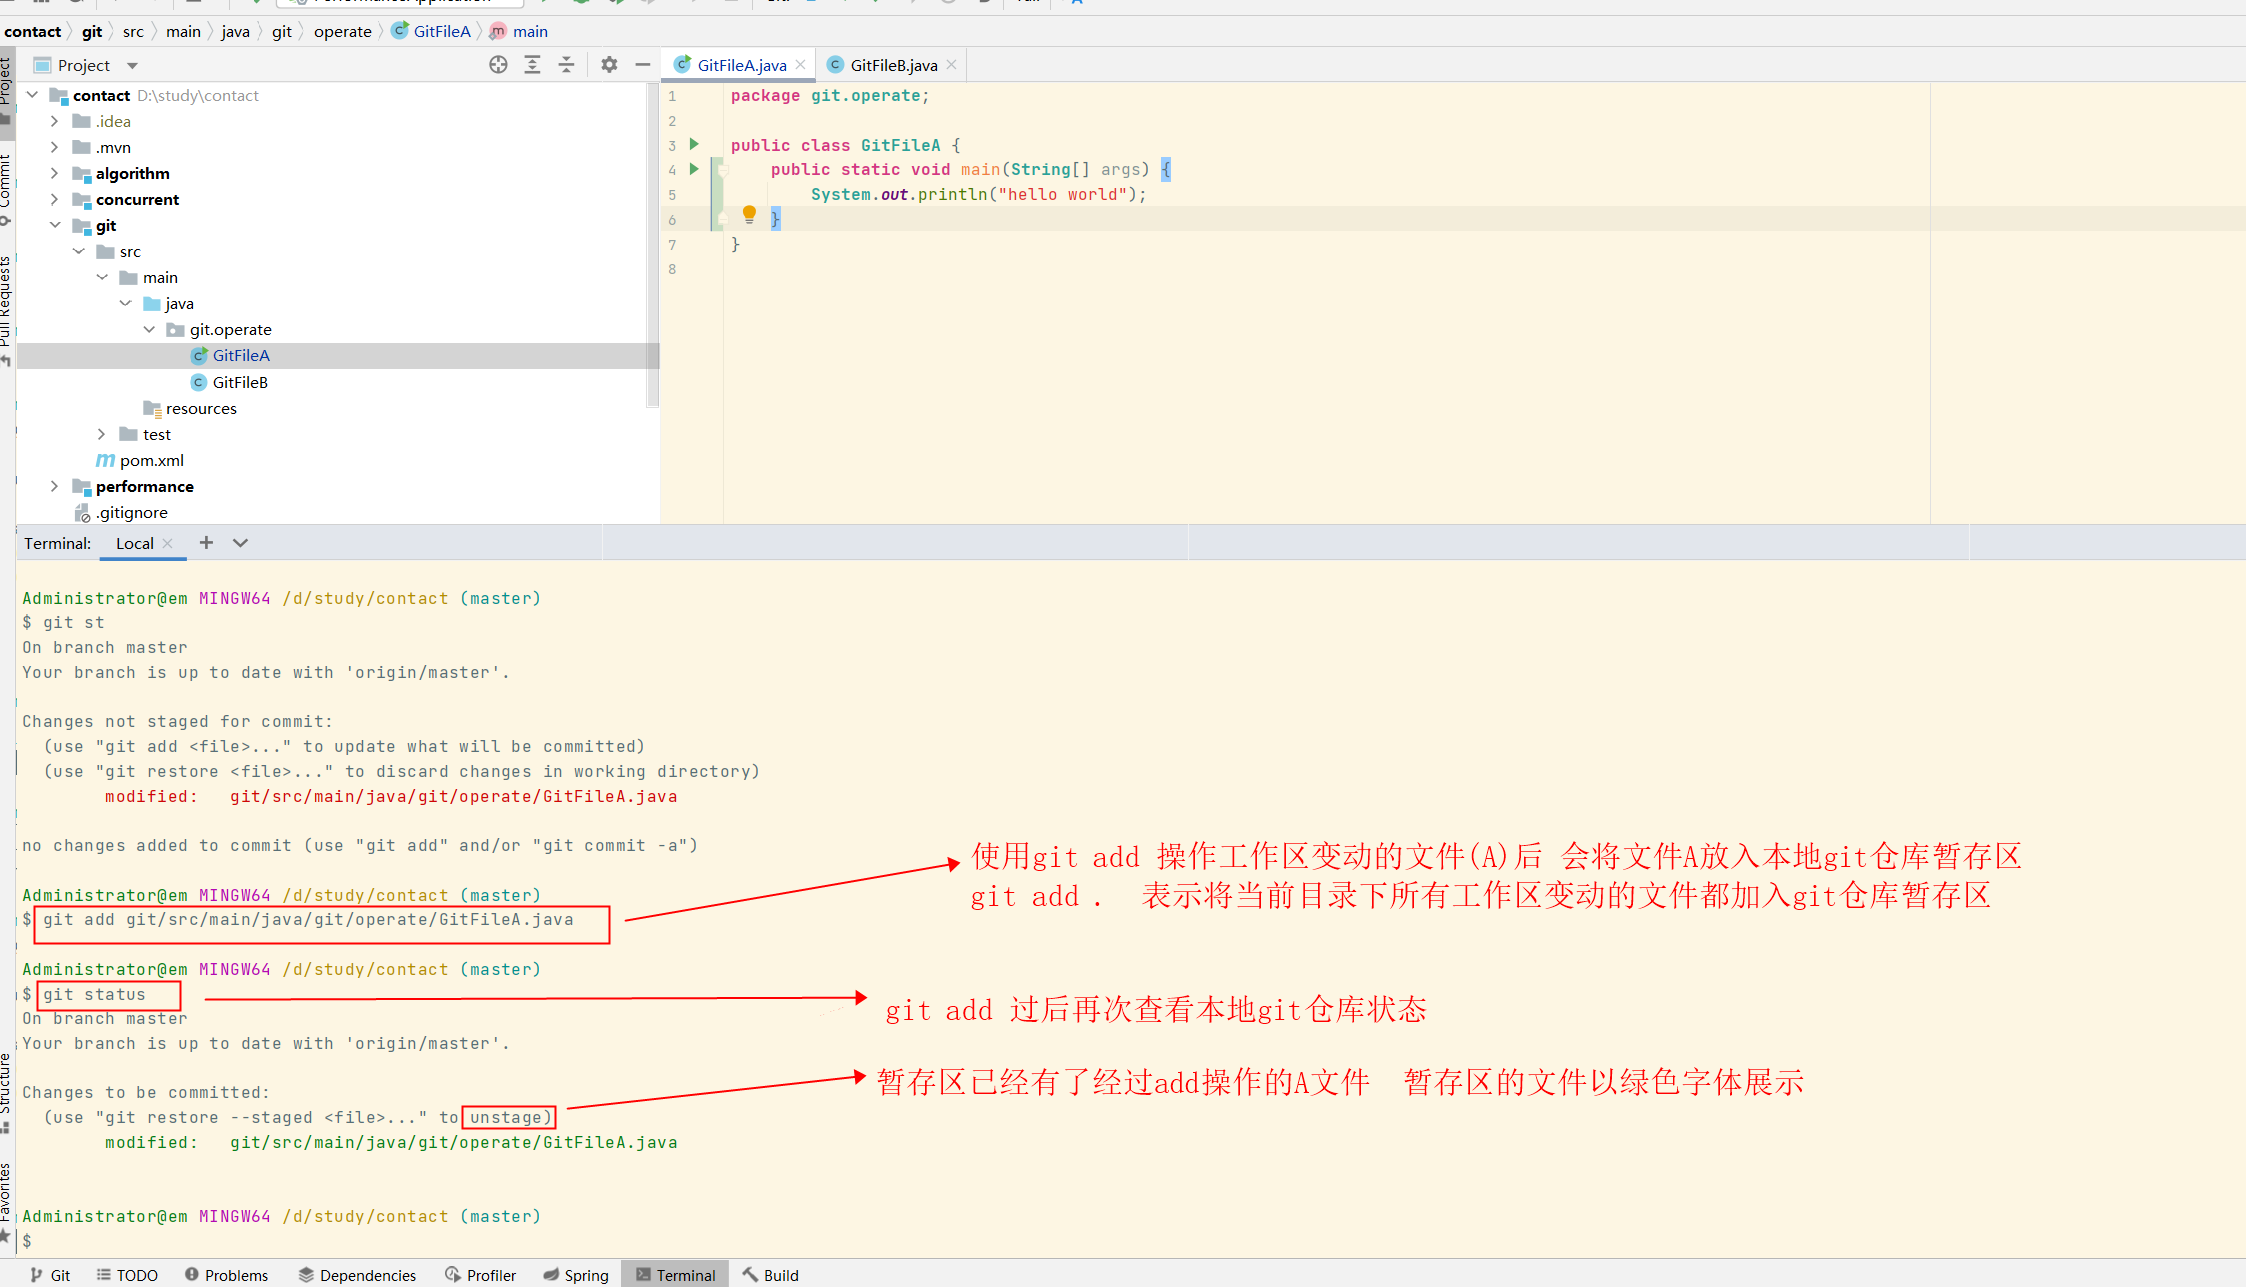 contact git src main java git operate GitFileA main
Project
GitFileA.java GitFileB.java
Project
Commit
Pull Requests
Structure
Favorites
contact D:\study\contact
.idea
.mvn
algorithm
concurrent
git
src
main
java
git.operate
GitFileA
GitFileB
resources
test
pom.xml
performance
.gitignore
1 package git.operate;
2
3 public class GitFileA {
4 public static void main(String[] args) {
5 System.out.println("hello world");
6 }
7 }
8
Terminal: Local
Administrator@em MINGW64 /d/study/contact (master)
$ git st
On branch master
Your branch is up to date with 'origin/master'.
Changes not staged for commit:
(use "git add <file>..." to update what will be committed)
(use "git restore <file>..." to discard changes in working directory)
modified: git/src/main/java/git/operate/GitFileA.java
no changes added to commit (use "git add" and/or "git commit -a")
使用git add 操作工作区变动的文件(A)后 会将文件A放入本地git仓库暂存区
git add . 表示将当前目录下所有工作区变动的文件都加入git仓库暂存区
Administrator@em MINGW64 /d/study/contact (master)
$ git add git/src/main/java/git/operate/GitFileA.java
Administrator@em MINGW64 /d/study/contact (master)
$ git status
git add 过后再次查看本地git仓库状态
On branch master
Your branch is up to date with 'origin/master'.
暂存区已经有了经过add操作的A文件 暂存区的文件以绿色字体展示
Changes to be committed:
(use "git restore --staged <file>..." to unstage)
modified: git/src/main/java/git/operate/GitFileA.java
Administrator@em MINGW64 /d/study/contact (master)
$
Git TODO Problems Dependencies Profiler Spring Terminal Build